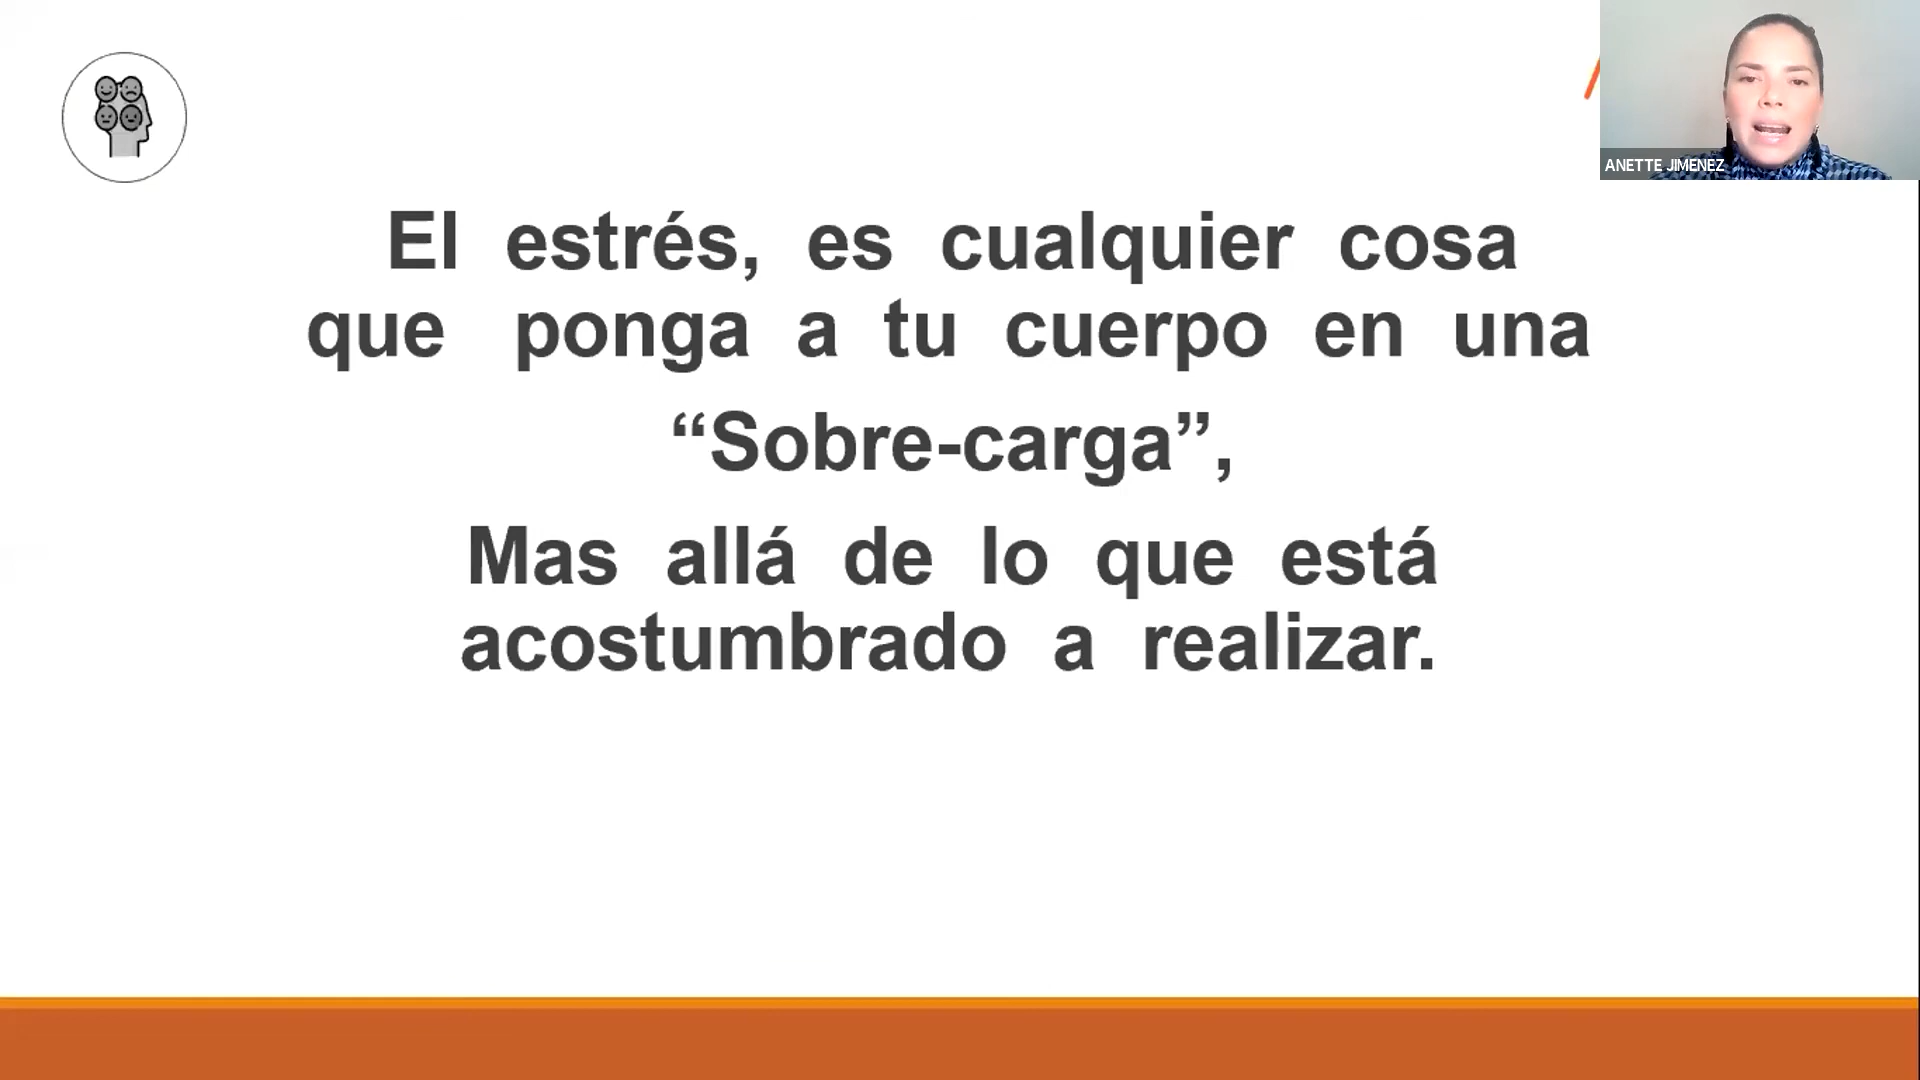 ANETTE JIMENEZ
El estrés, es cualquier cosa
que ponga a tu cuerpo en una
“Sobre-carga”,
Mas allá de lo que está
acostumbrado a realizar.